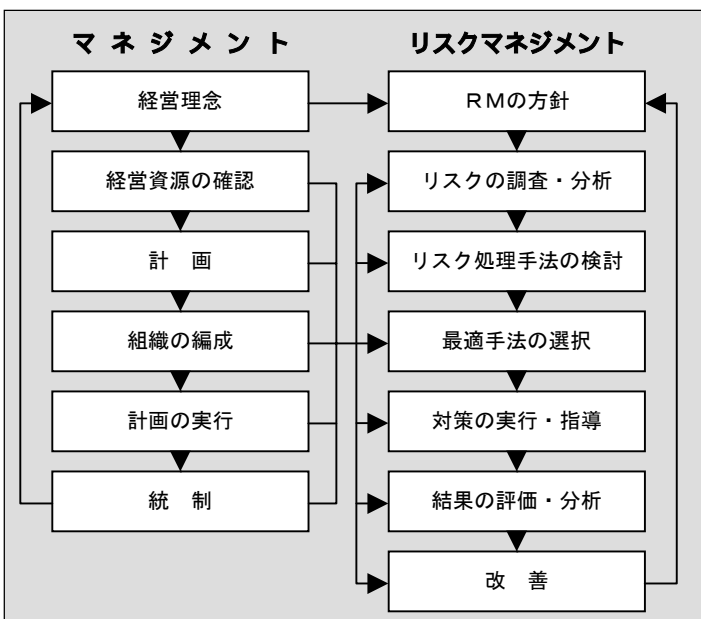 マネジメント
リスクマネジメント
経営理念
RMの方針
経営資源の確認
リスクの調査・分析
計 画
リスク処理手法の検討
組織の編成
最適手法の選択
計画の実行
対策の実行・指導
統 制
結果の評価・分析
改 善